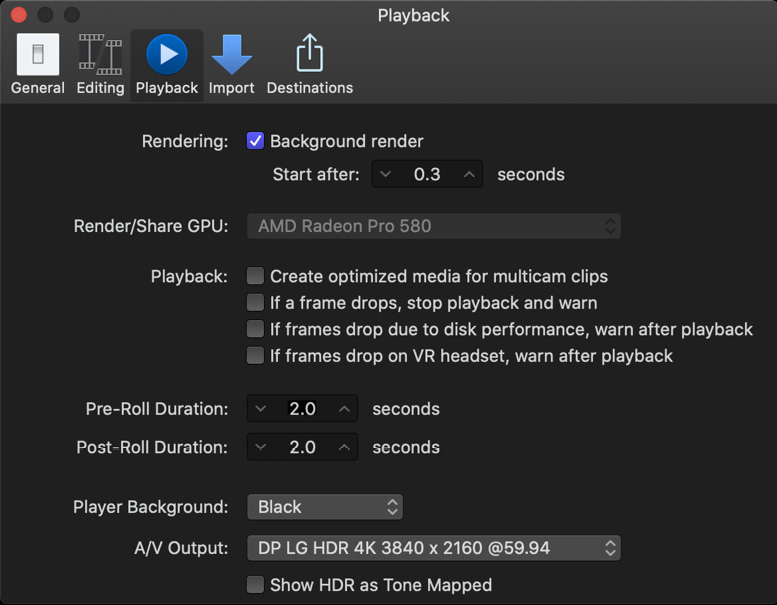 Playback
General Editing Playback Import Destinations
Rendering: Background render
Start after: 0.3 seconds
Render/Share GPU: AMD Radeon Pro 580
Playback: Create optimized media for multicam clips
If a frame drops, stop playback and warn
If frames drop due to disk performance, warn after playback
If frames drop on VR headset, warn after playback
Pre-Roll Duration: 2.0 seconds
Post-Roll Duration: 2.0 seconds
Player Background: Black
A/V Output: DP LG HDR 4K 3840 x 2160 @59.94
Show HDR as Tone Mapped